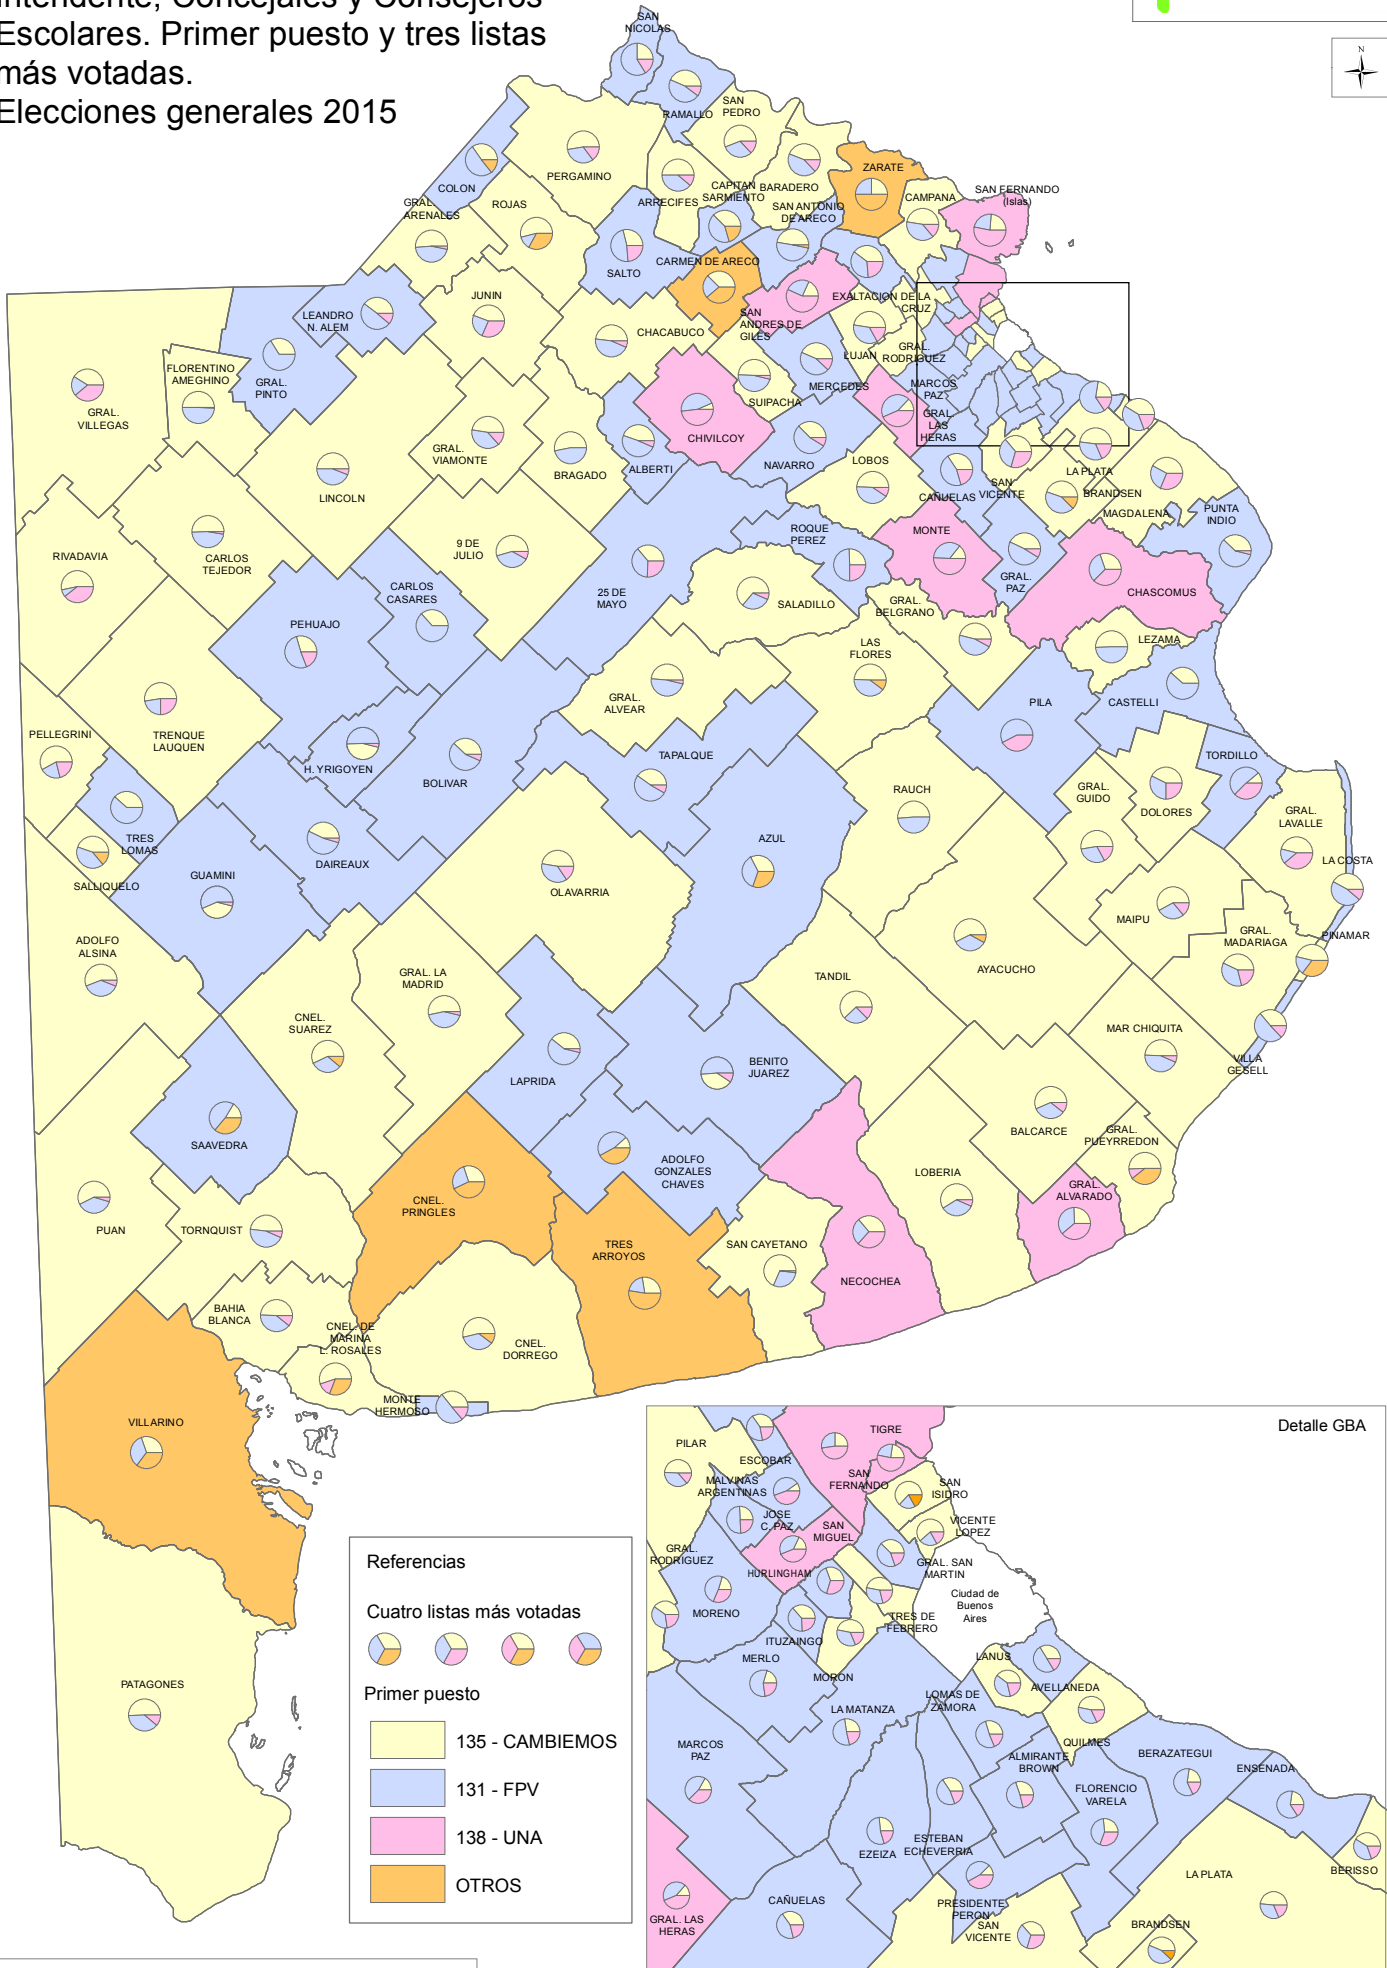 Intendente, Concejales y Consejeros
Escolares. Primer puesto y tres listas
más votadas.
Elecciones generales 2015
N
SAN
NICOLAS
RAMALLO
SAN
PEDRO
COLON
PERGAMINO
ARRECIFES
CAPITAN
SARMIENTO
BARADERO
ZARATE
CAMPANA
SAN FERNANDO
(Islas)
GRAL.
ARENALES
ROJAS
SALTO
CARMEN DE ARECO
SAN ANTONIO
DE ARECO
EXALTACION DE LA
CRUZ
LEANDRO
N. ALEM
JUNIN
CHACABUCO
SAN
ANDRES DE
GILES
LUJAN
GRAL.
RODRIGUEZ
FLORENTINO
AMEGHINO
GRAL.
PINTO
GRAL.
VILLEGAS
SUIPACHA
MERCEDES
MARCOS
PAZ
GRAL.
LAS
HERAS
LINCOLN
GRAL.
VIAMONTE
BRAGADO
ALBERTI
CHIVILCOY
NAVARRO
LOBOS
CAÑUELAS
SAN
VICENTE
LA PLATA
BRANDSEN
MAGDALENA
PUNTA
INDIO
RIVADAVIA
CARLOS
TEJEDOR
9 DE
JULIO
25 DE
MAYO
ROQUE
PEREZ
MONTE
GRAL.
PAZ
CHASCOMUS
PEHUAJO
CARLOS
CASARES
SALADILLO
GRAL.
BELGRANO
LAS
FLORES
LEZAMA
TRENQUE
LAUQUEN
PELLEGRINI
H. YRIGOYEN
BOLIVAR
GRAL.
ALVEAR
TAPALQUE
PILA
CASTELLI
TORDILLO
TRES
LOMAS
DAIREAUX
AZUL
RAUCH
GRAL.
GUIDO
DOLORES
GRAL.
LAVALLE
LA COSTA
SALLIQUELO
GUAMINI
OLAVARRIA
MAIPU
GRAL.
MADARIAGA
PINAMAR
ADOLFO
ALSINA
CNEL.
SUAREZ
GRAL. LA
MADRID
TANDIL
AYACUCHO
MAR CHIQUITA
VILLA
GESELL
LAPRIDA
BENITO
JUAREZ
SAAVEDRA
BALCARCE
GRAL.
PUEYRREDON
ADOLFO
GONZALES
CHAVES
LOBERIA
GRAL.
ALVARADO
PUAN
TORNQUIST
CNEL.
PRINGLES
TRES
ARROYOS
SAN CAYETANO
NECOCHEA
BAHIA
BLANCA
CNEL. DE
MARINA
L. ROSALES
CNEL.
DORREGO
MONTE
HERMOSO
VILLARINO
PATAGONES
Referencias
Cuatro listas más votadas
Primer puesto
135 - CAMBIEMOS
131 - FPV
138 - UNA
OTROS
Detalle GBA
PILAR
ESCOBAR
TIGRE
MALVINAS
ARGENTINAS
SAN
FERNANDO
SAN
ISIDRO
JOSE
C. PAZ
SAN
MIGUEL
VICENTE
LOPEZ
GRAL.
RODRIGUEZ
HURLINGHAM
GRAL. SAN
MARTIN
Ciudad de
Buenos
Aires
MORENO
ITUZAINGO
TRES DE
FEBRERO
MERLO
MORON
LANUS
AVELLANEDA
LA MATANZA
LOMAS DE
ZAMORA
QUILMES
MARCOS
PAZ
ALMIRANTE
BROWN
BERAZATEGUI
FLORENCIO
VARELA
ENSENADA
EZEIZA
ESTEBAN
ECHEVERRIA
LA PLATA
BERISSO
GRAL. LAS
HERAS
CAÑUELAS
PRESIDENTE
PERON
SAN
VICENTE
BRANDSEN